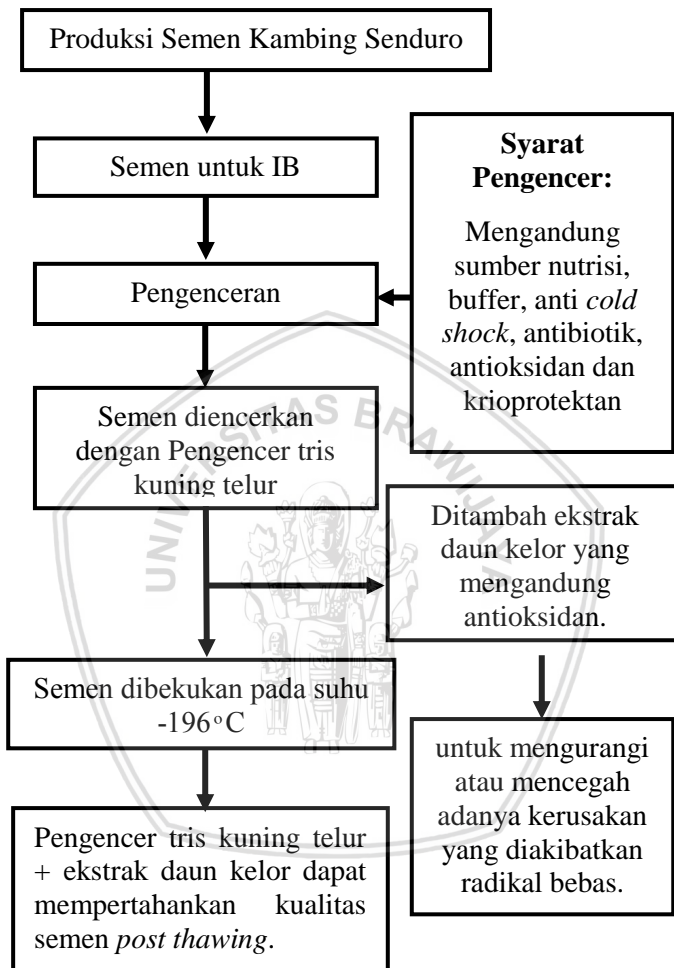 Produksi Semen Kambing Senduro
Semen untuk IB
Pengenceran
Syarat
Pengencer:
Mengandung
sumber nutrisi,
buffer, anti cold
shock, antibiotik,
antioksidan dan
krioprotektan
Semen diencerkan
dengan Pengencer tris
kuning telur
Ditambah ekstrak
daun kelor yang
mengandung
antioksidan.
Semen dibekukan pada suhu
-196°C
untuk mengurangi
atau mencegah
adanya kerusakan
yang diakibatkan
radikal bebas.
Pengencer tris kuning telur
+ ekstrak daun kelor dapat
mempertahankan kualitas
semen post thawing.
UNIVERSITAS BRAWIJAYA